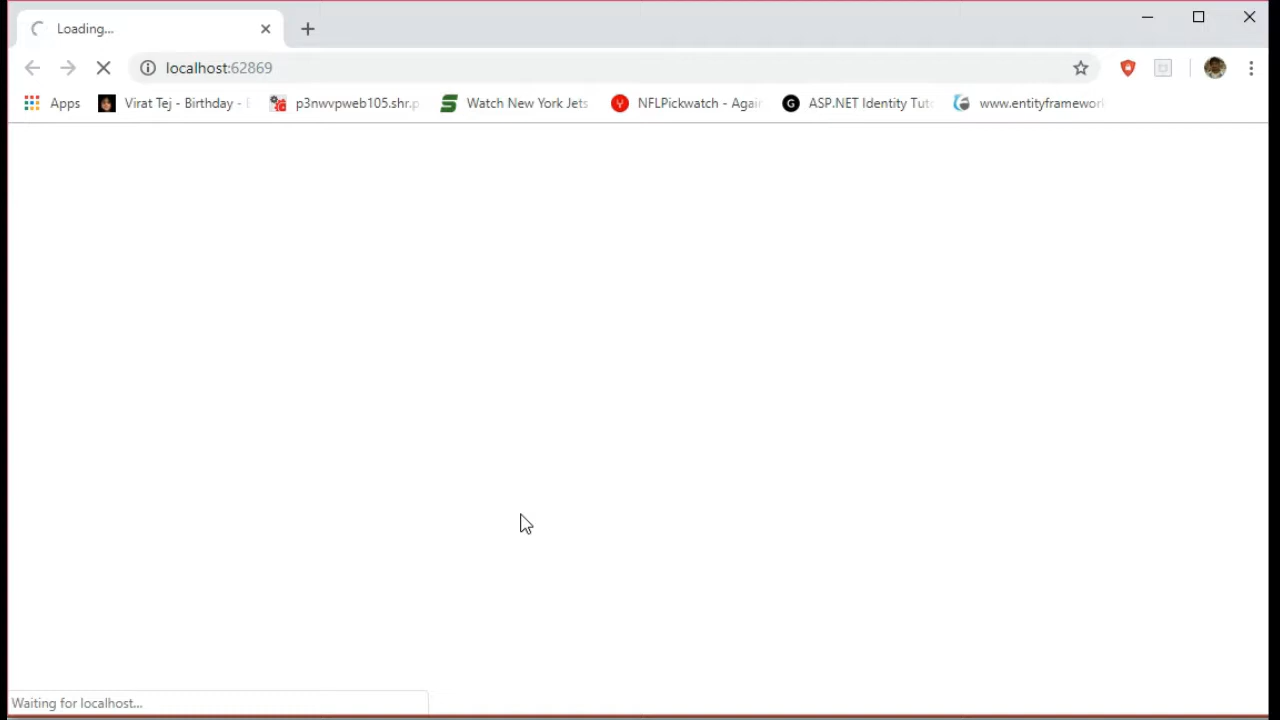 Loading...
localhost:62869
Apps Virat Tej - Birthday - p3nwvpweb105.shr.p Watch New York Jets NFLPickwatch - Agai ASP.NET Identity Tut www.entityframework
Waiting for localhost...